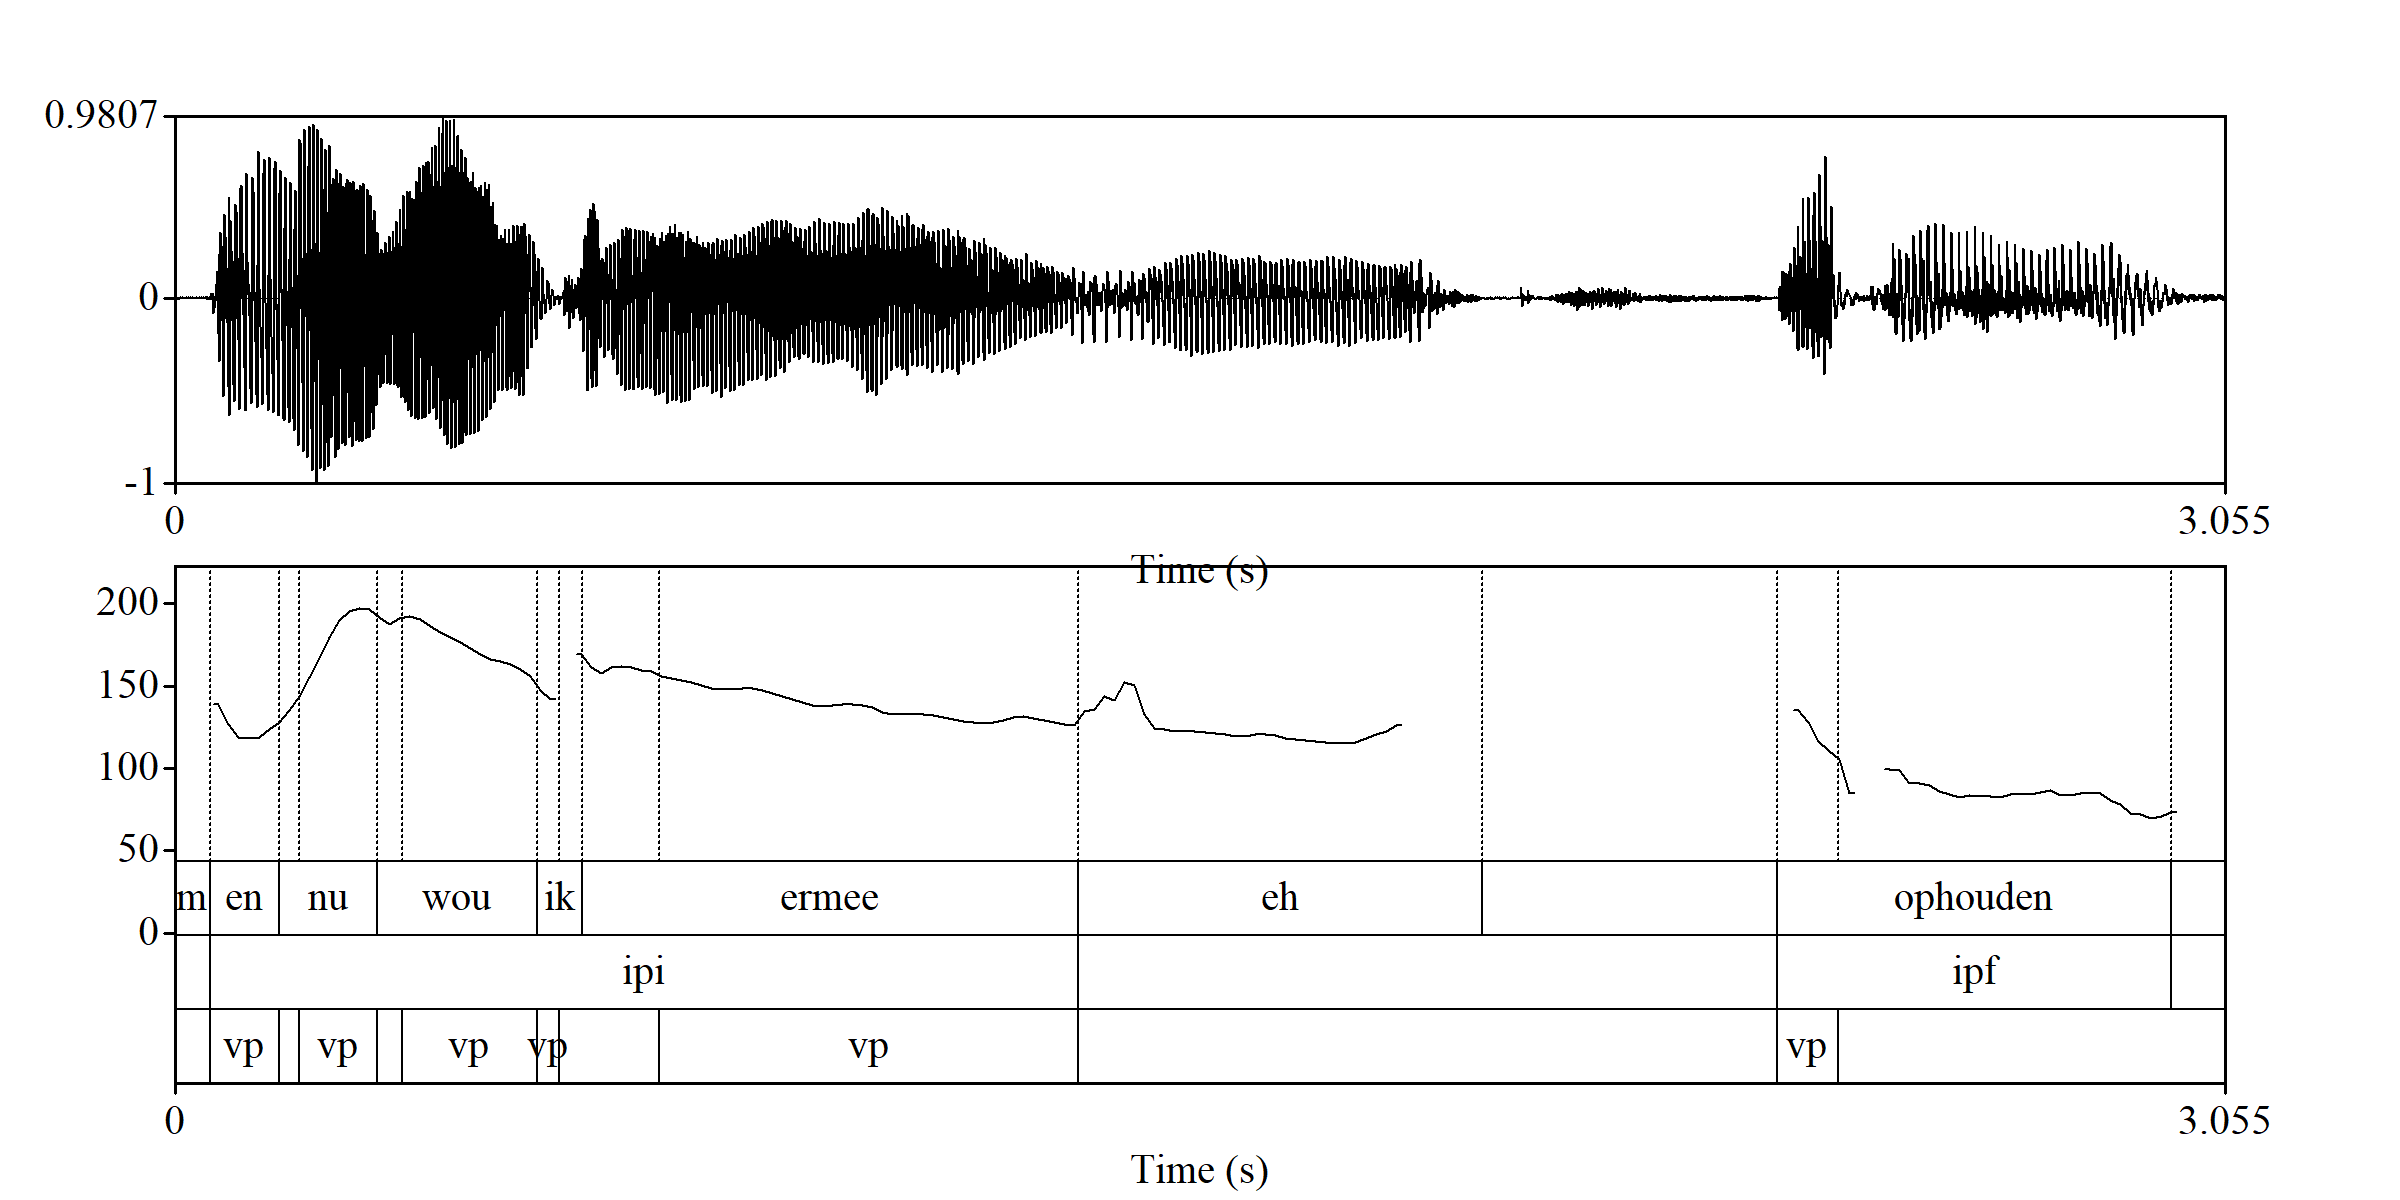 0.9807
0
-1
0 3.055
Time (s)
200
150
100
50
0
m en nu wou ik ermee eh ophouden
ipi ipf
vp vp vp vp vp vp
0 3.055
Time (s)